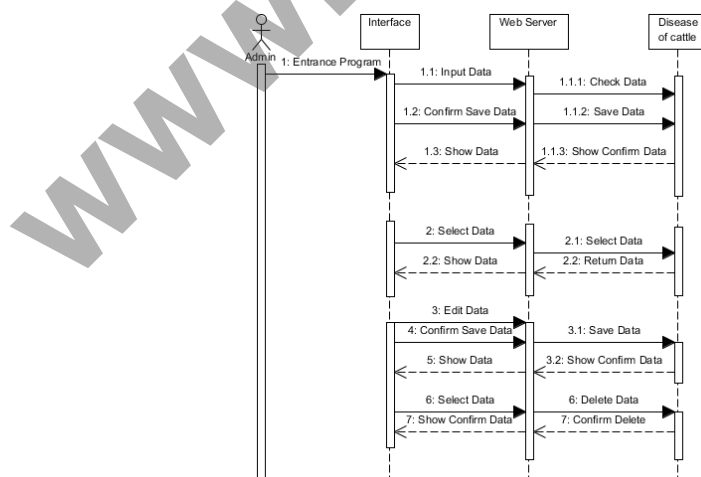 WWW
Interface
Web Server
Disease
of cattle
Admin
1: Entrance Program
1.1: Input Data
1.1.1: Check Data
1.2: Confirm Save Data
1.1.2: Save Data
1.3: Show Data
1.1.3: Show Confirm Data
2: Select Data
2.1: Select Data
2.2: Show Data
2.2: Return Data
3: Edit Data
4: Confirm Save Data
3.1: Save Data
5: Show Data
3.2: Show Confirm Data
6: Select Data
6: Delete Data
7: Show Confirm Data
7: Confirm Delete